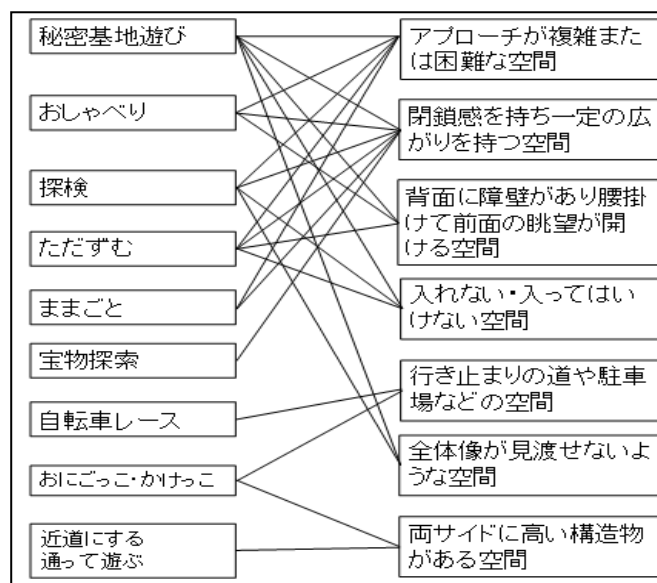 秘密基地遊び
おしゃべり
探検
ただずむ
ままごと
宝物探索
自転車レース
おにごっこ・かけっこ
近道にする
通って遊ぶ
アプローチが複雑また
は困難な空間
閉鎖感を持ち一定の広
がりを持つ空間
背面に障壁があり腰掛
けて前面の眺望が開
ける空間
入れない・入ってはい
けない空間
行き止まりの道や駐車
場などの空間
全体像が見渡せないよ
うな空間
両サイドに高い構造物
がある空間